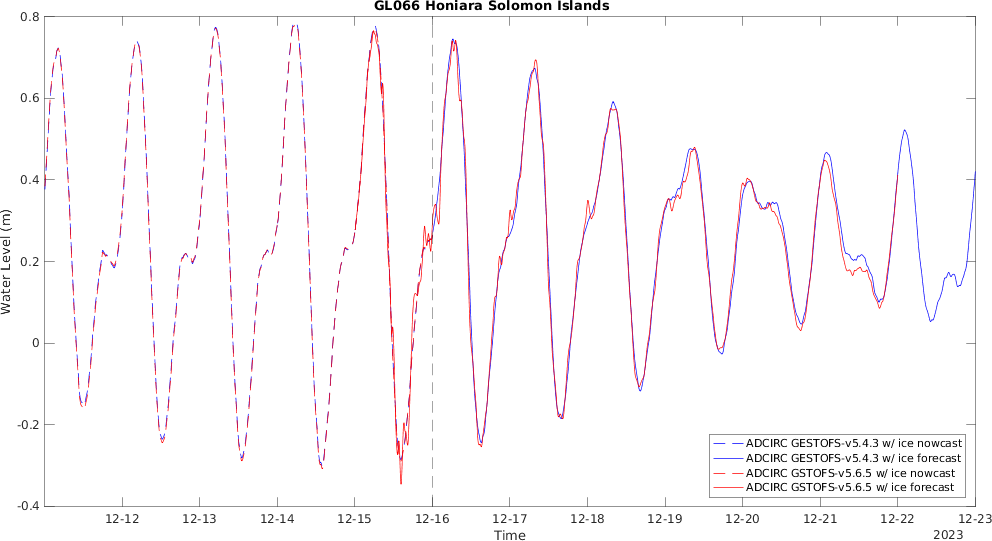 GL066 Honiara Solomon Islands
Water Level (m)
0.8
0.6
0.4
0.2
0
-0.2
-0.4
ADCIRC GESTOFS-v5.4.3 w/ ice nowcast
ADCIRC GESTOFS-v5.4.3 w/ ice forecast
ADCIRC GSTOFS-v5.6.5 w/ ice nowcast
ADCIRC GSTOFS-v5.6.5 w/ ice forecast
12-12 12-13 12-14 12-15 12-16 12-17 12-18 12-19 12-20 12-21 12-22 12-23
Time
2023